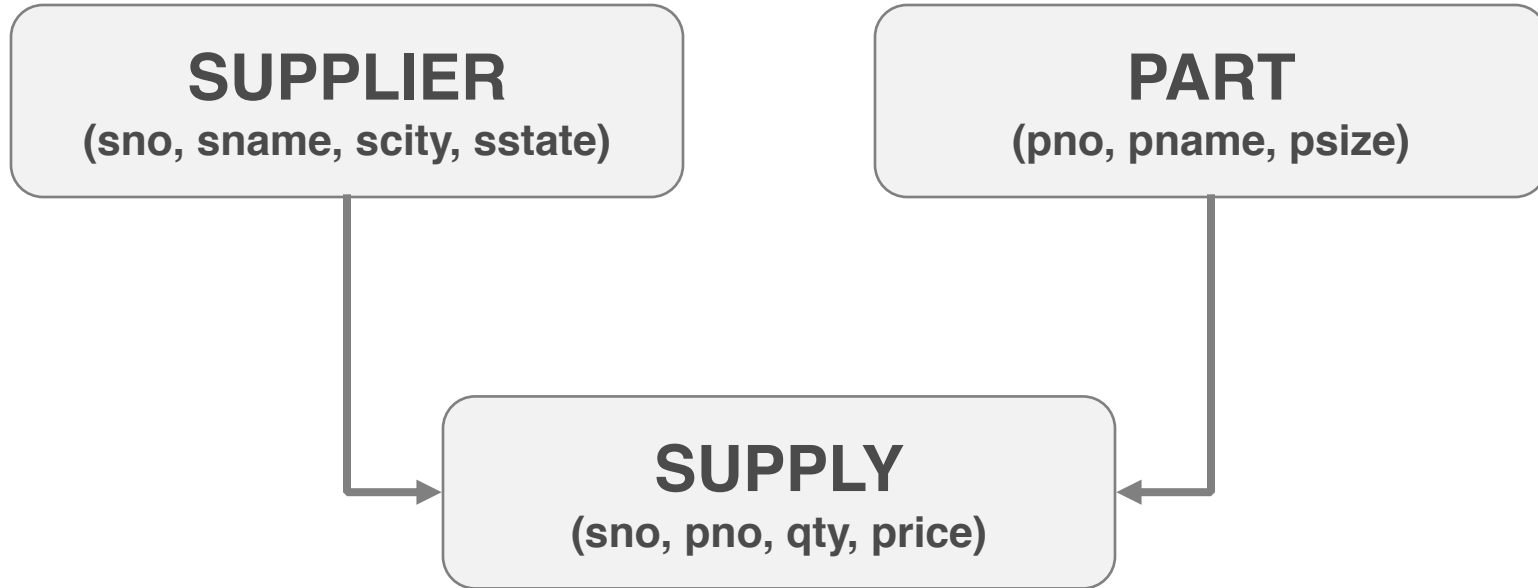 SUPPLIER
(sno, sname, scity, sstate)
PART
(pno, pname, psize)
SUPPLY
(sno, pno, qty, price)